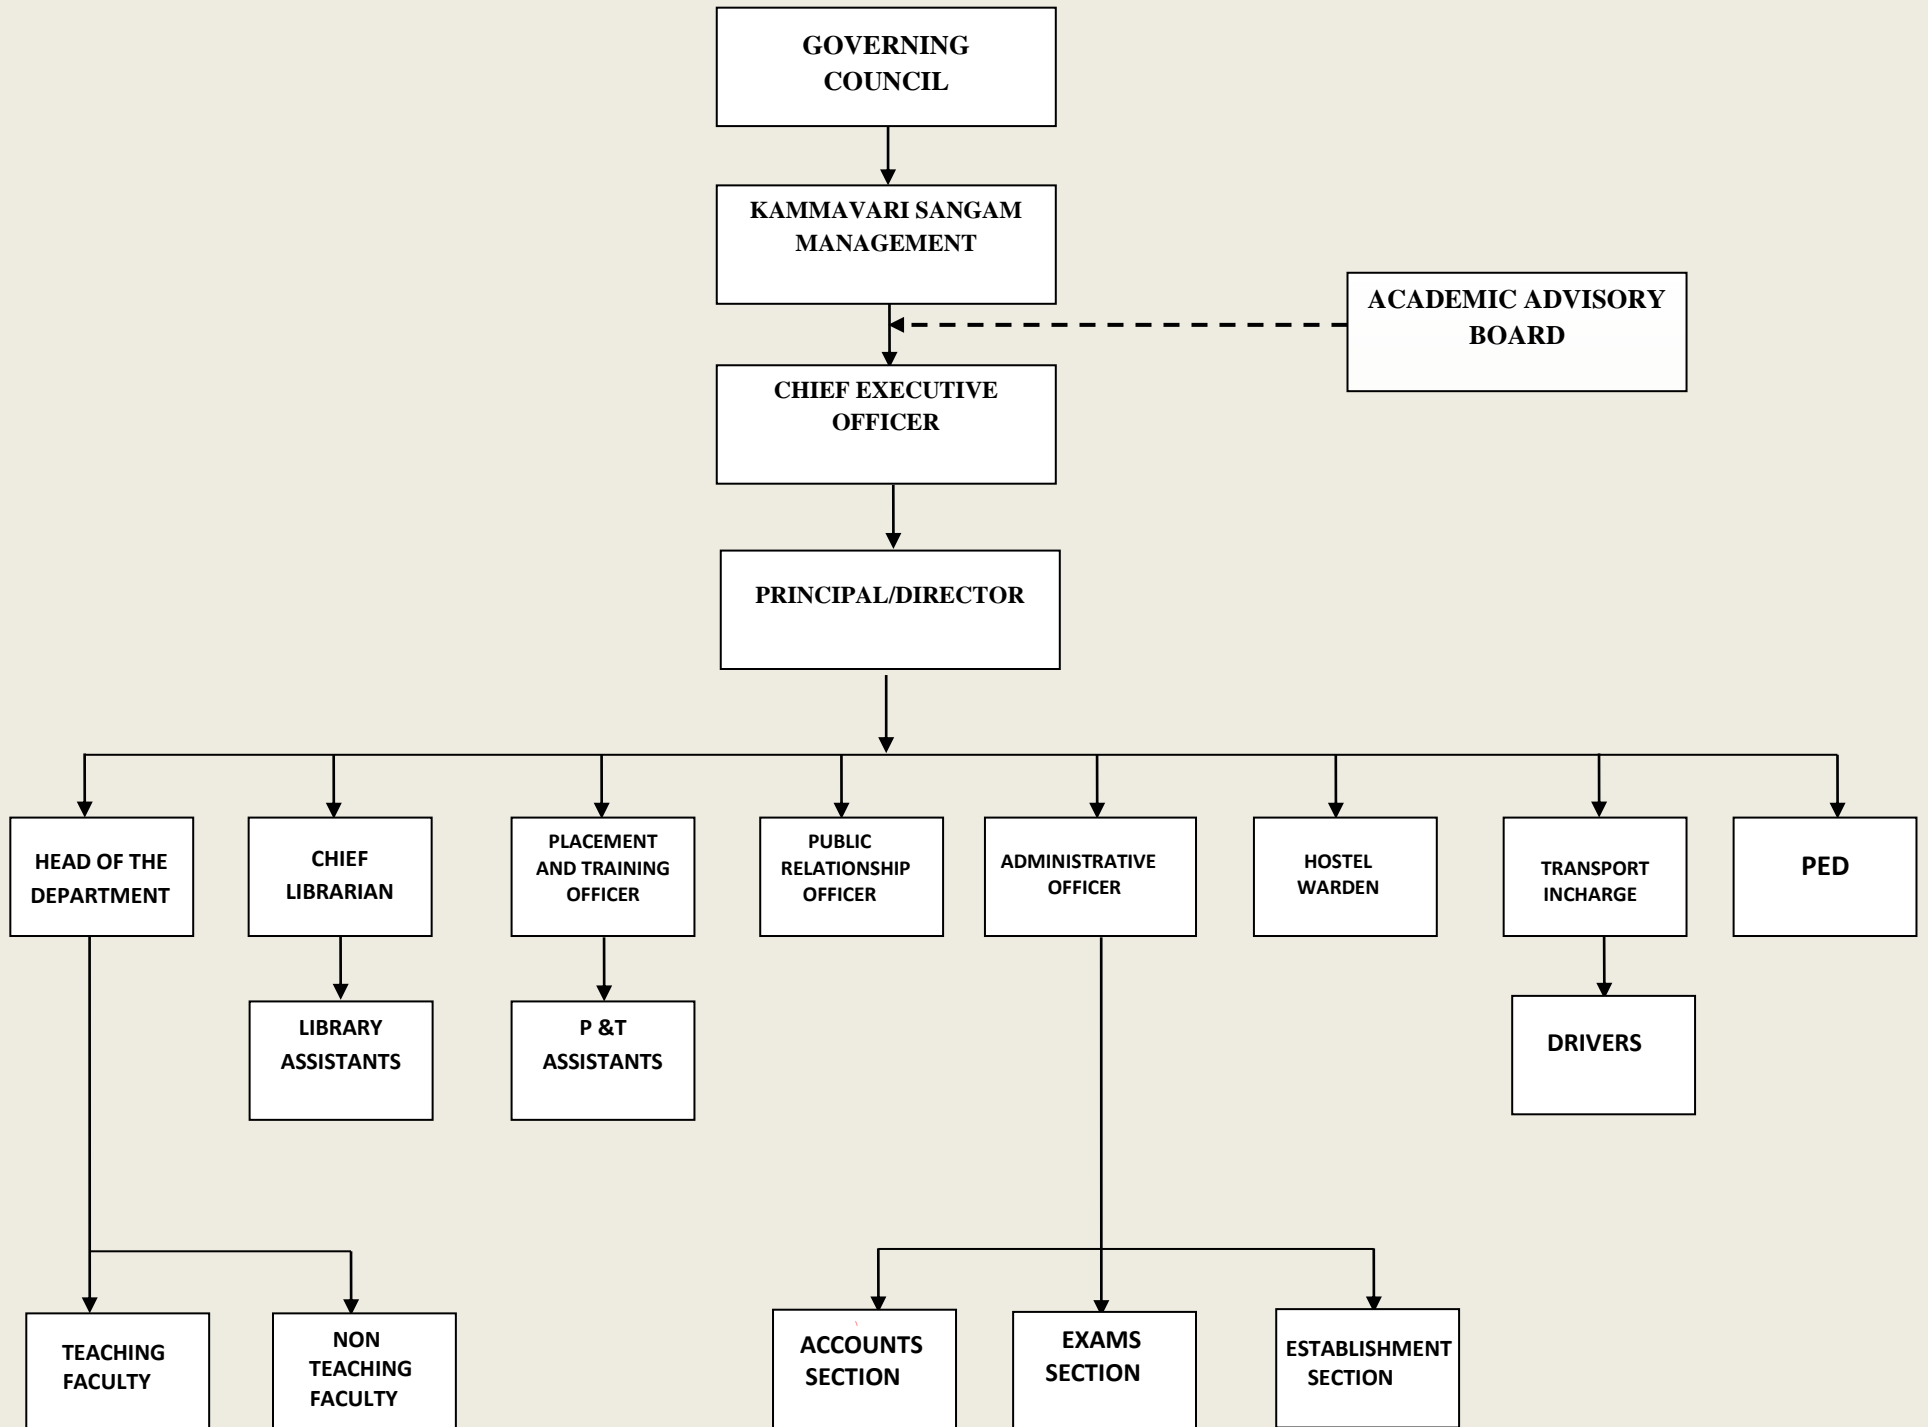 GOVERNING
COUNCIL
KAMMAVARI SANGAM
MANAGEMENT
ACADEMIC ADVISORY
BOARD
CHIEF EXECUTIVE
OFFICER
PRINCIPAL/DIRECTOR
HEAD OF THE
DEPARTMENT
CHIEF
LIBRARIAN
PLACEMENT
AND TRAINING
OFFICER
PUBLIC
RELATIONSHIP
OFFICER
ADMINISTRATIVE
OFFICER
HOSTEL
WARDEN
TRANSPORT
INCHARGE
PED
LIBRARY
ASSISTANTS
P &T
ASSISTANTS
DRIVERS
TEACHING
FACULTY
NON
TEACHING
FACULTY
ACCOUNTS
SECTION
EXAMS
SECTION
ESTABLISHMENT
SECTION